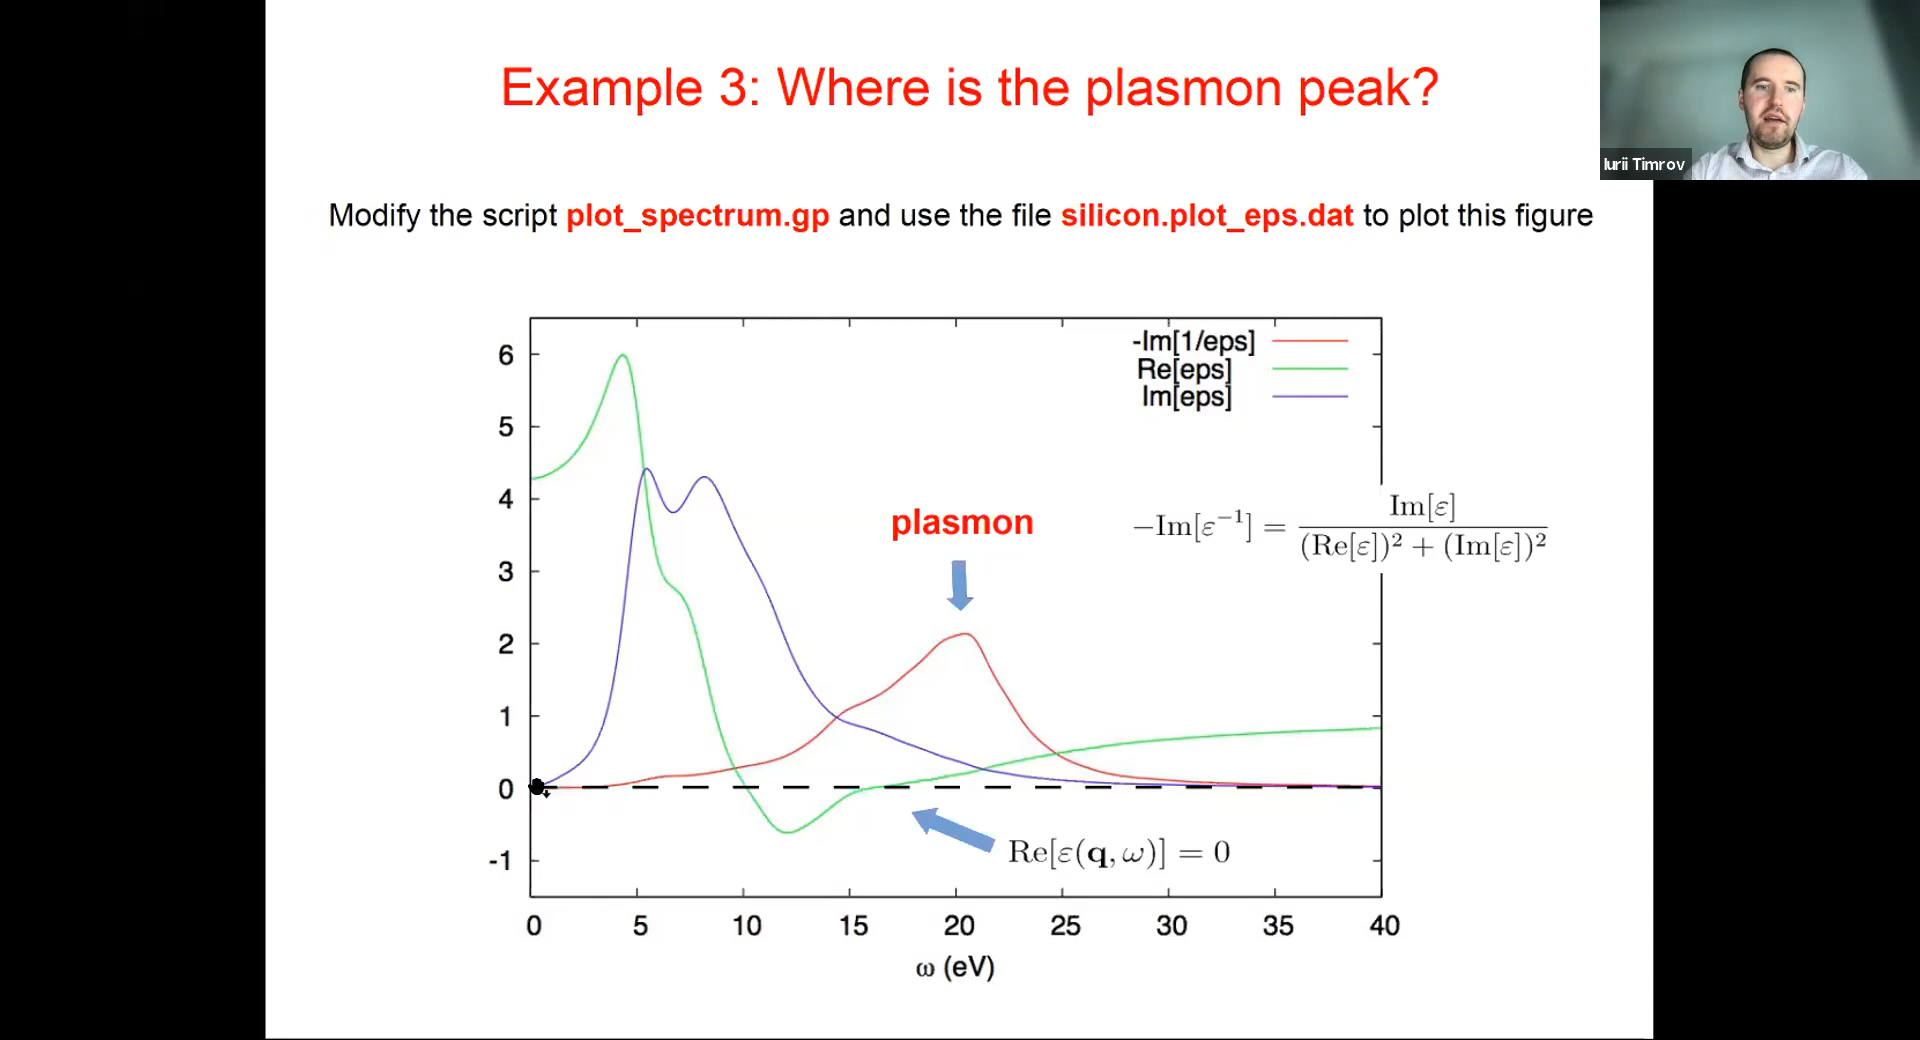 Example 3: Where is the plasmon peak?
Iurii Timrov
Modify the script plot_spectrum.gp and use the file silicon.plot_eps.dat to plot this figure
-Im[1/eps]
Re[eps]
Im[eps]
6
5
4
3
2
1
0
-1
plasmon
−Im[ε⁻¹] = Im[ε] / (Re[ε])² + (Im[ε])²
Re[ε(q, ω)] = 0
0 5 10 15 20 25 30 35 40
ω (eV)